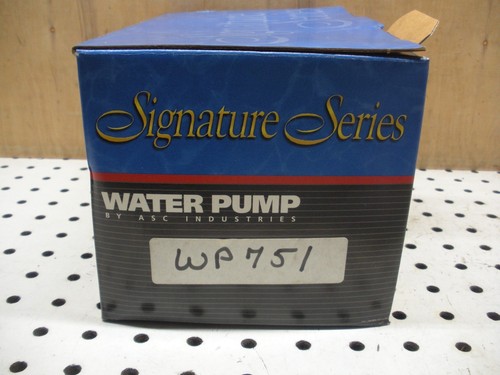 Signature Series
WATER PUMP
BY ASC INDUSTRIES
WP751